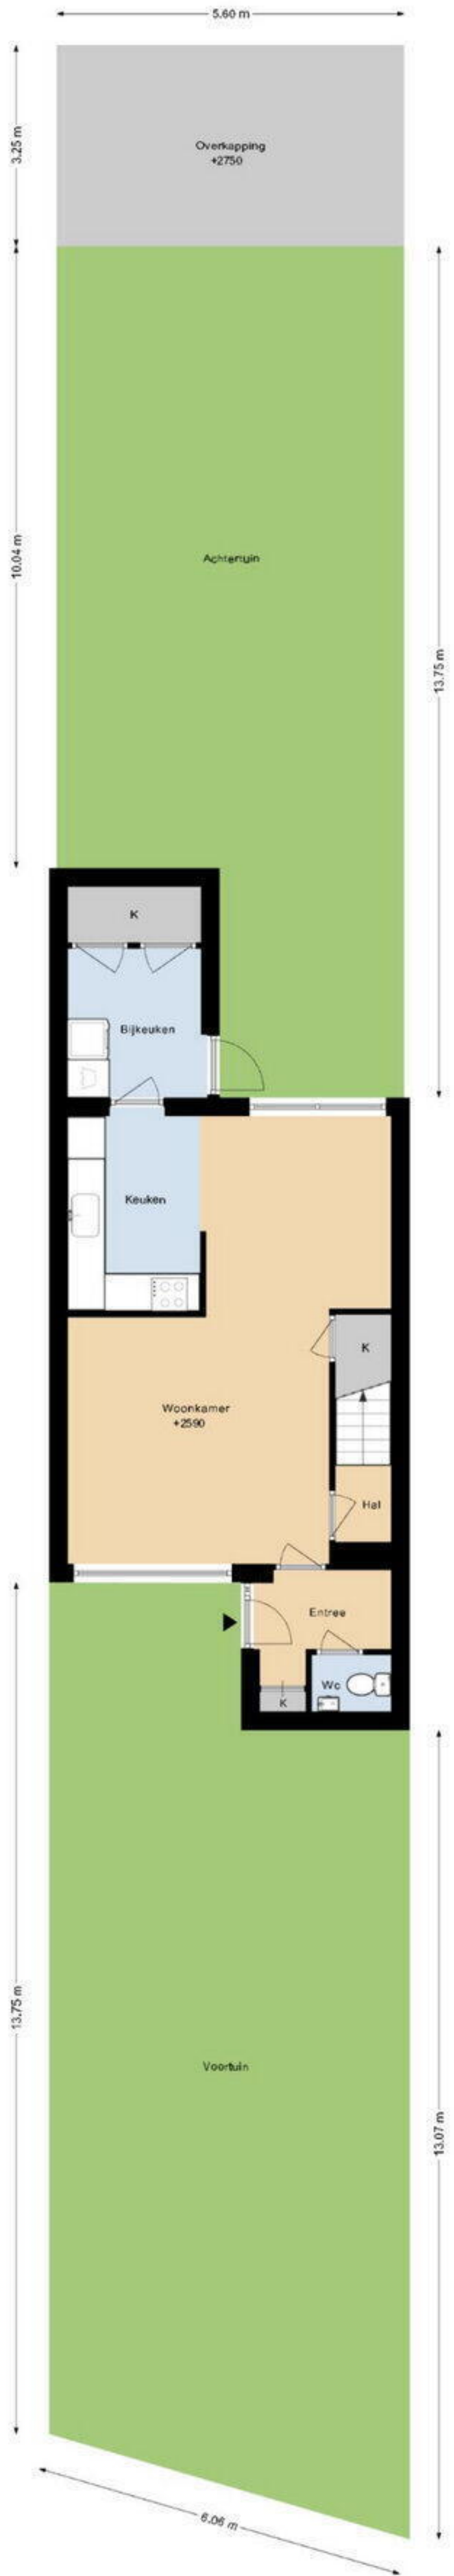 5.60 m
3.25 m
Overkapping
+2750
10.04 m
Achtertuin
13.75 m
K
Bijkeuken
Keuken
K
Woonkamer
+2590
Hal
Entree
Wc
K
13.75 m
Voortuin
13.07 m
6.06 m